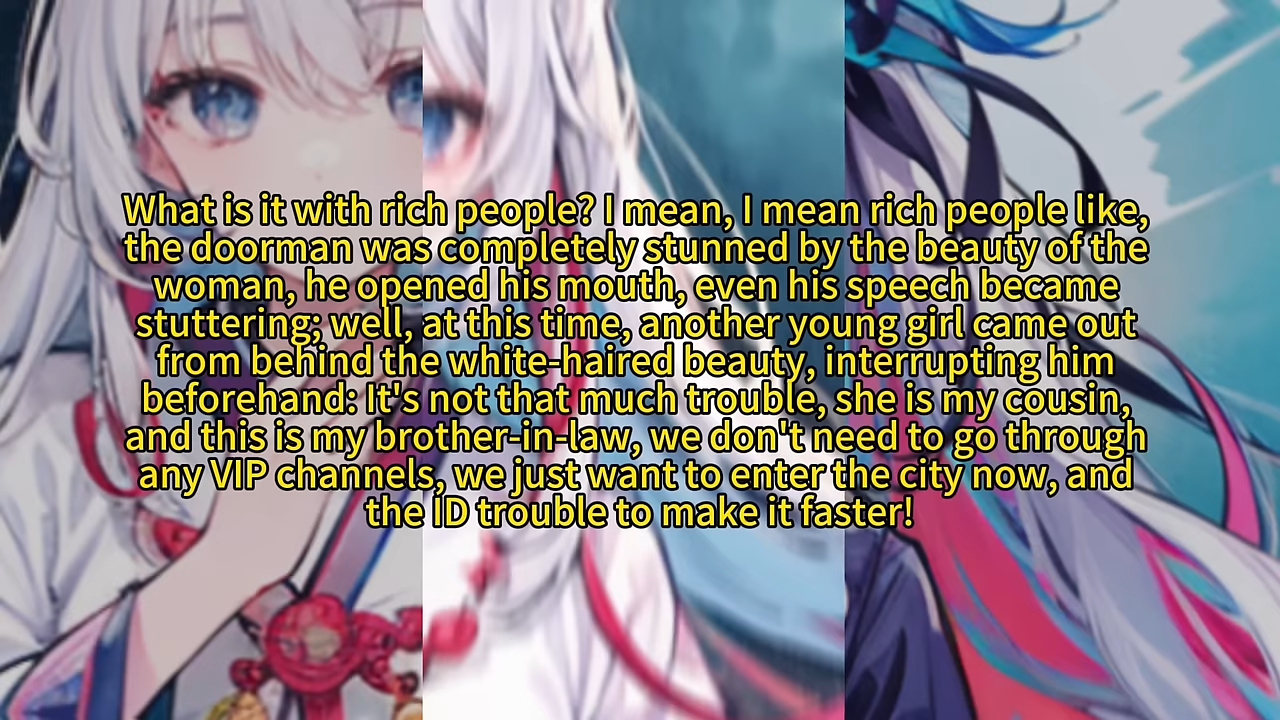 What is it with rich people? I mean, I mean rich people like,
the doorman was completely stunned by the beauty of the
woman, he opened his mouth, even his speech became
stuttering; well, at this time, another young girl came out
from behind the white-haired beauty, interrupting him
beforehand: It's not that much trouble, she is my cousin,
and this is my brother-in-law, we don't need to go through
any VIP channels, we just want to enter the city now, and
the ID trouble to make it faster!